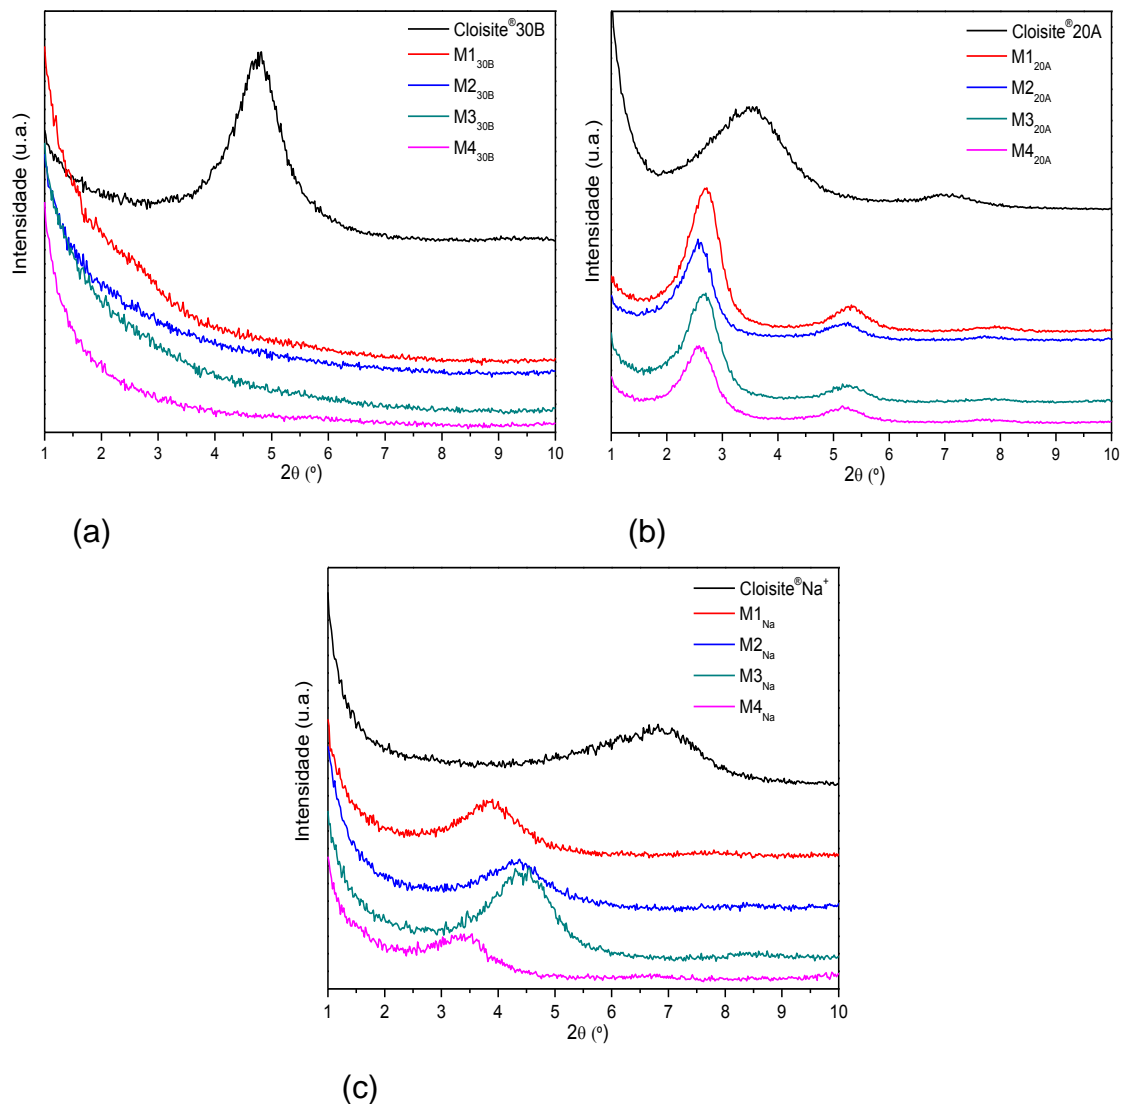 Cloisite®30B
M1₃₀B
M2₃₀B
M3₃₀B
M4₃₀B
Intensidade (u.a.)
1 2 3 4 5 6 7 8 9 10
2θ (º)
(a)
Cloisite®20A
M1₂₀A
M2₂₀A
M3₂₀A
M4₂₀A
Intensidade (u.a.)
1 2 3 4 5 6 7 8 9 10
2θ (º)
(b)
Cloisite®Na⁺
M1Na
M2Na
M3Na
M4Na
Intensidade (u.a.)
1 2 3 4 5 6 7 8 9 10
2θ (º)
(c)